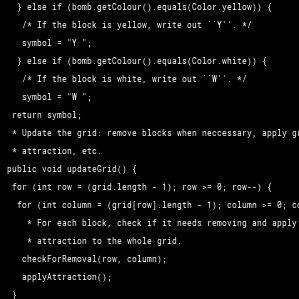 } else if (bomb.getColour().equals(Color.yellow)) {
/* If the block is yellow, write out ``Y''. */
symbol = "Y ";
} else if (bomb.getColour().equals(Color.white)) {
/* If the block is white, write out ``W''. */
symbol = "W ";
return symbol;
* Update the grid: remove blocks when neccessary, apply
* attraction, etc.
public void updateGrid() {
for (int row = (grid.length - 1); row >= 0; row--) {
for (int column = (grid[row].length - 1); column >= 0;
* For each block, check if it needs removing and apply
* attraction to the whole grid.
checkForRemoval(row, column);
applyAttraction();
}